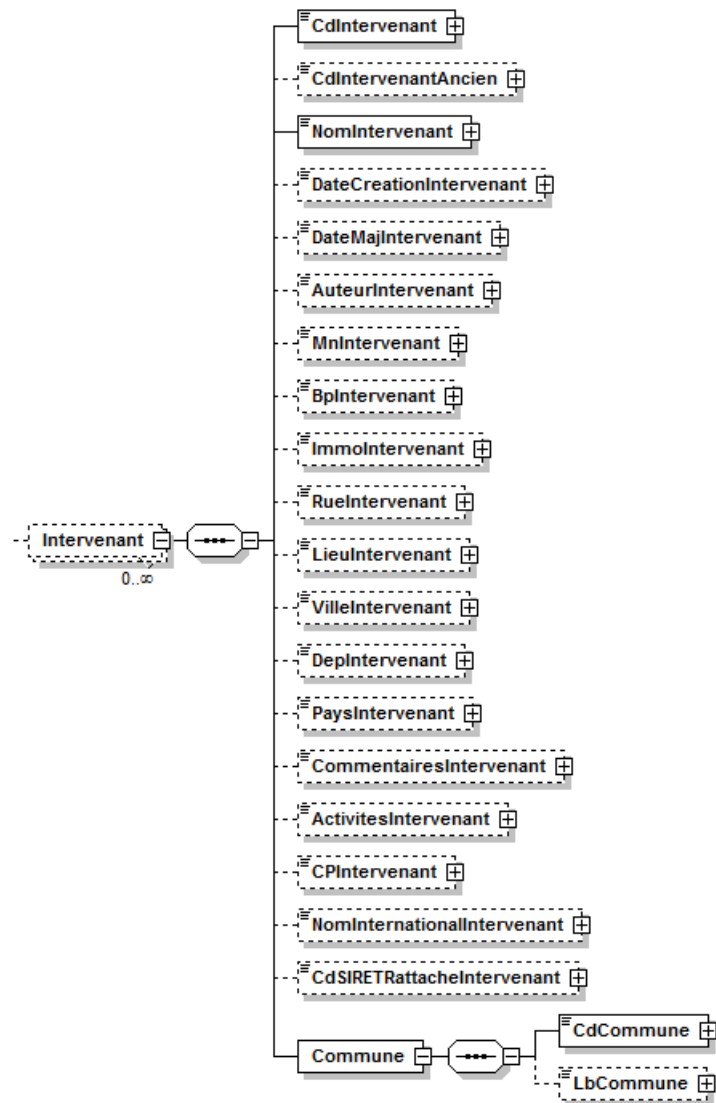 CdIntervenant
CdIntervenantAncien
NomIntervenant
DateCreationIntervenant
DateMajIntervenant
AuteurIntervenant
MnIntervenant
BpIntervenant
ImmoIntervenant
RueIntervenant
Intervenant
0..∞
LieuIntervenant
VilleIntervenant
DepIntervenant
PaysIntervenant
CommentairesIntervenant
ActivitesIntervenant
CPIntervenant
NomInternationalIntervenant
CdSIRETRattacheIntervenant
Commune
CdCommune
LbCommune